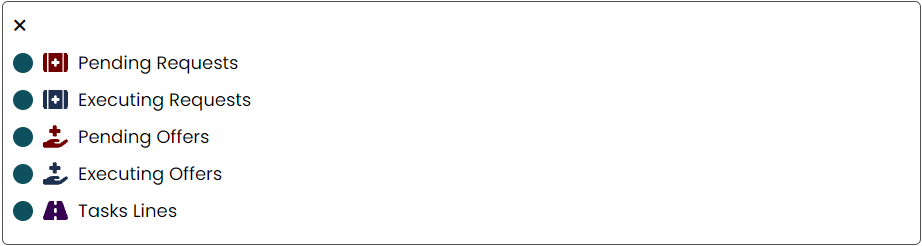 Pending Requests
Executing Requests
Pending Offers
Executing Offers
Tasks Lines